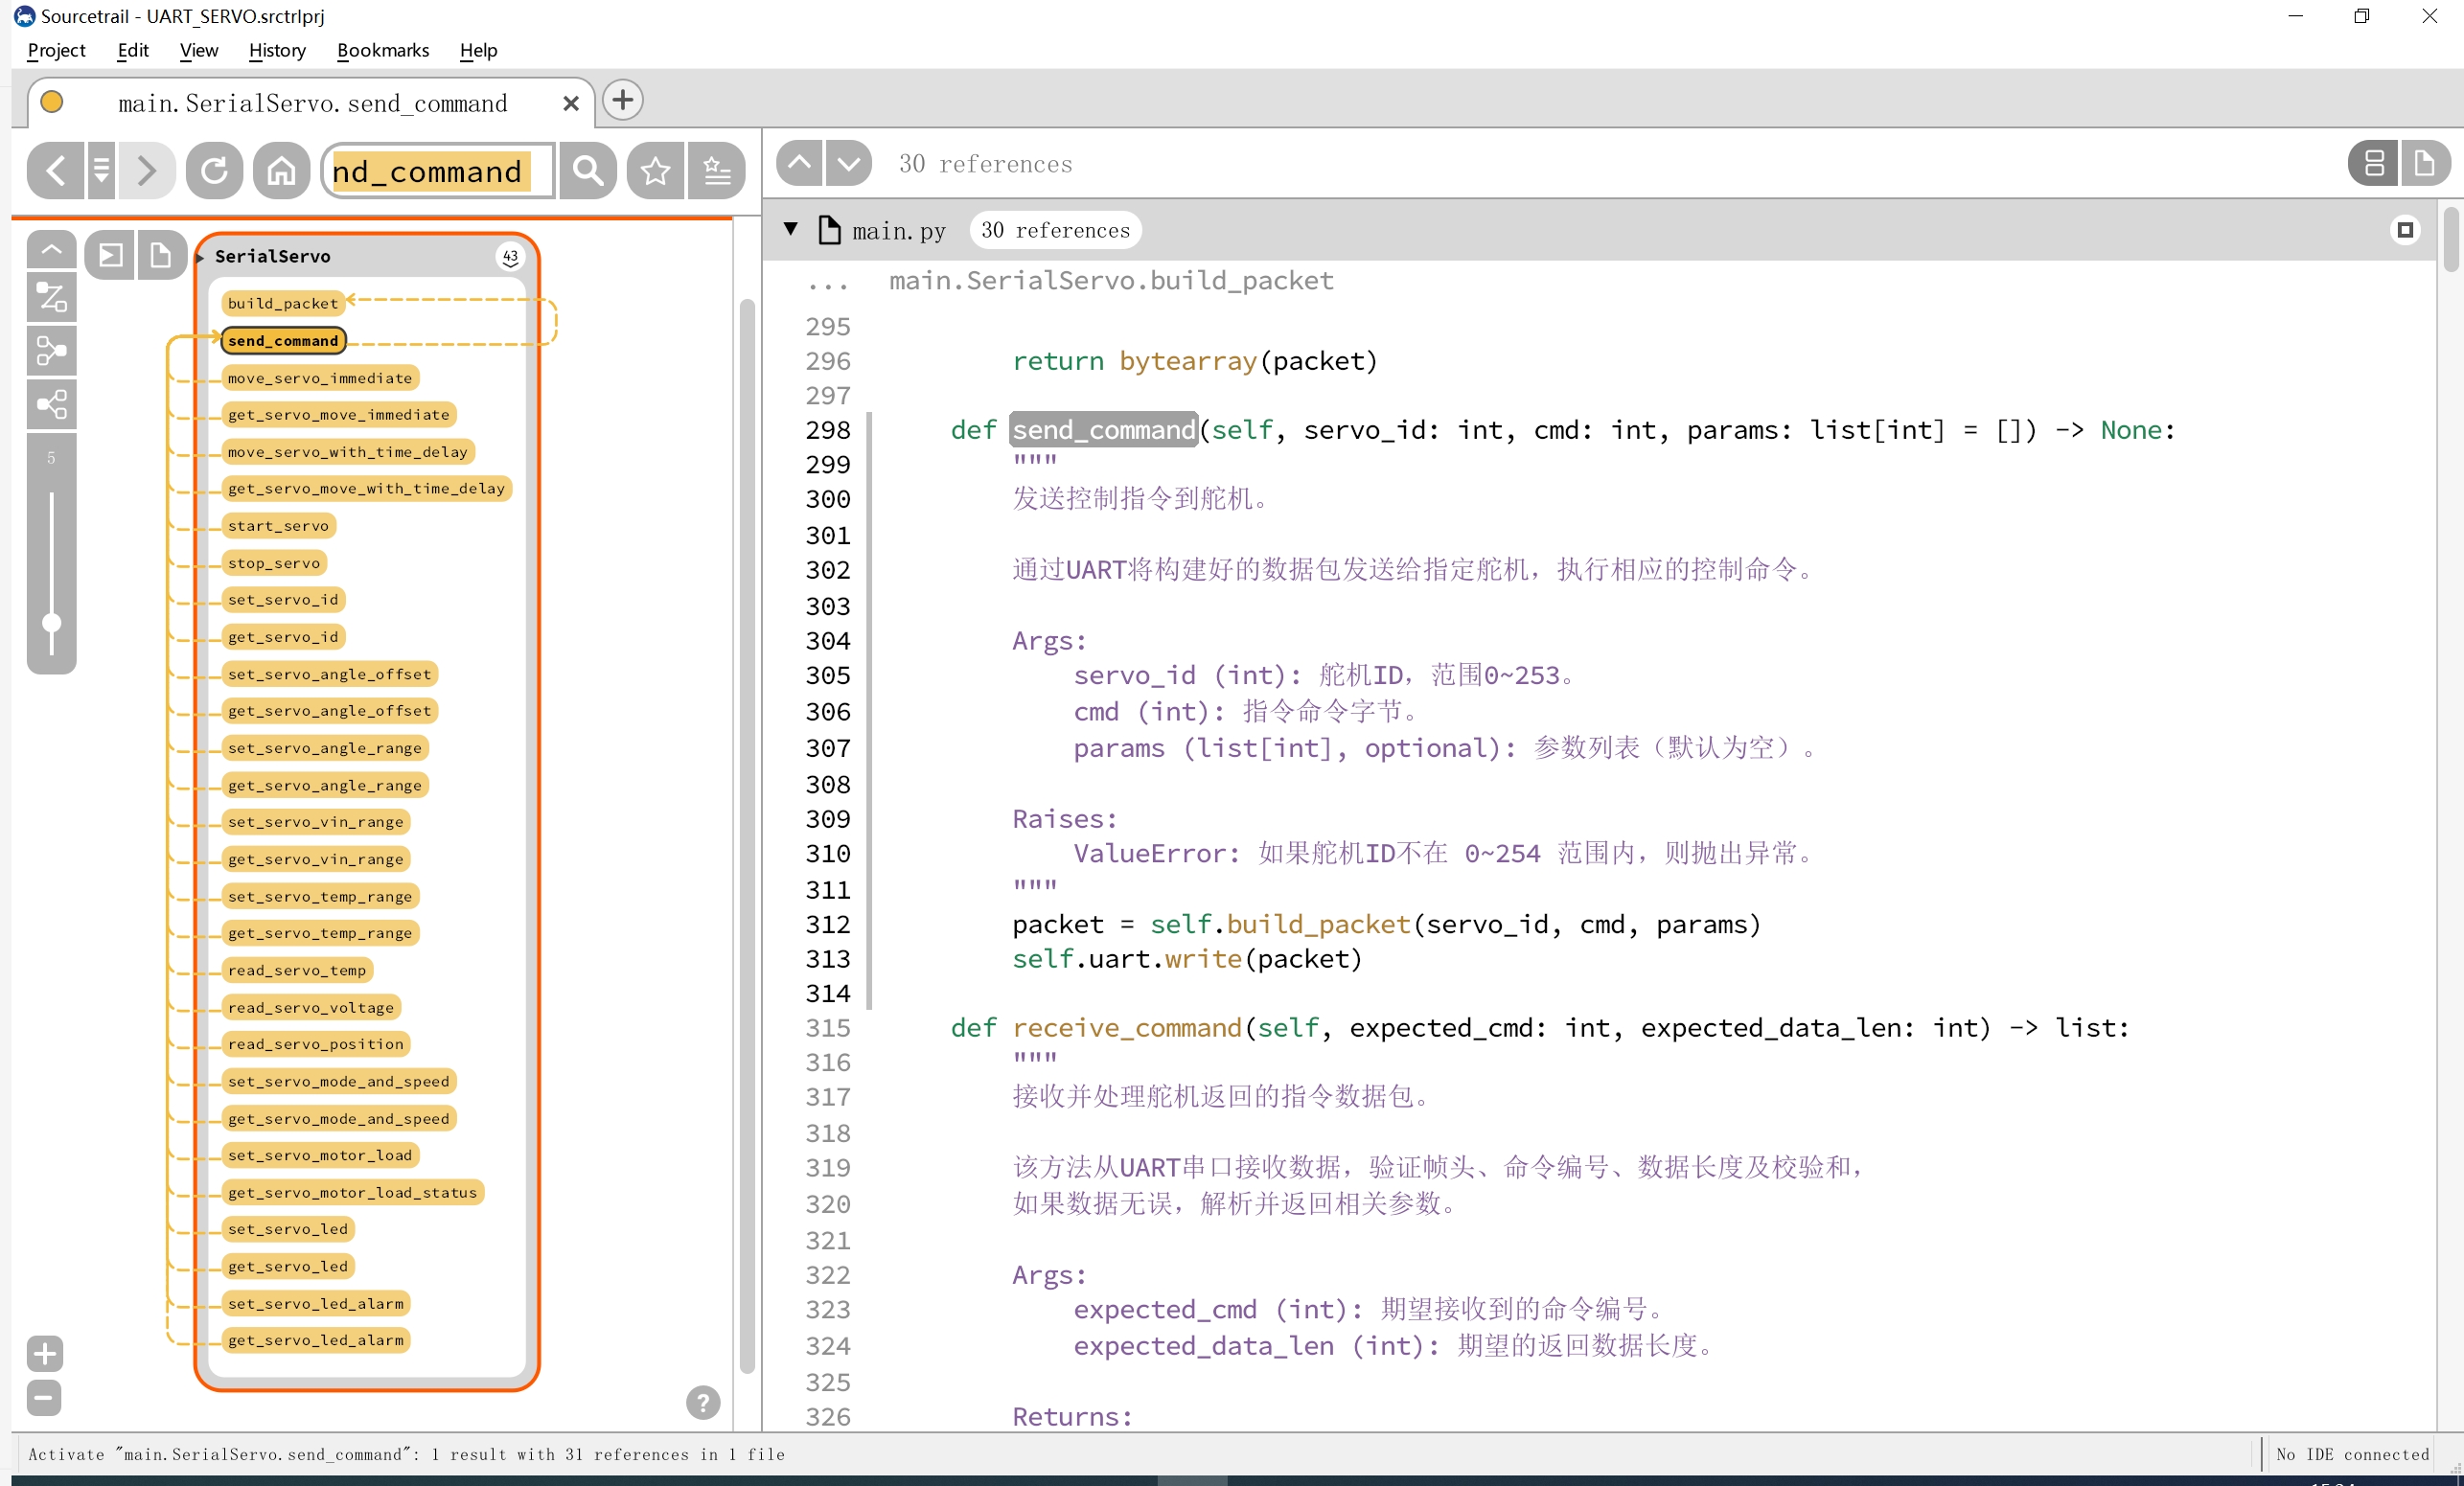 Sourcetrail - UART_SERVO.srctrlprj
Project Edit View History Bookmarks Help
main.SerialServo.send_command
nd_command
30 references
main.py 30 references
SerialServo 43
build_packet
send_command
move_servo_immediate
get_servo_move_immediate
move_servo_with_time_delay
get_servo_move_with_time_delay
start_servo
stop_servo
set_servo_id
get_servo_id
set_servo_angle_offset
get_servo_angle_offset
set_servo_angle_range
get_servo_angle_range
set_servo_vin_range
get_servo_vin_range
set_servo_temp_range
get_servo_temp_range
read_servo_temp
read_servo_voltage
read_servo_position
set_servo_mode_and_speed
get_servo_mode_and_speed
set_servo_motor_load
get_servo_motor_load_status
set_servo_led
get_servo_led
set_servo_led_alarm
get_servo_led_alarm
5
?
... main.SerialServo.build_packet
295
296 return bytearray(packet)
297
298 def send_command(self, servo_id: int, cmd: int, params: list[int] = []) -> None:
299 """
300 发送控制指令到舵机。
301
302 通过UART将构建好的数据包发送给指定舵机，执行相应的控制命令。
303
304 Args:
305 servo_id (int): 舵机ID，范围0~253。
306 cmd (int): 指令命令字节。
307 params (list[int], optional): 参数列表（默认为空）。
308
309 Raises:
310 ValueError: 如果舵机ID不在 0~254 范围内，则抛出异常。
311 """
312 packet = self.build_packet(servo_id, cmd, params)
313 self.uart.write(packet)
314
315 def receive_command(self, expected_cmd: int, expected_data_len: int) -> list:
316 """
317 接收并处理舵机返回的指令数据包。
318
319 该方法从UART串口接收数据，验证帧头、命令编号、数据长度及校验和，
320 如果数据无误，解析并返回相关参数。
321
322 Args:
323 expected_cmd (int): 期望接收到的命令编号。
324 expected_data_len (int): 期望的返回数据长度。
325
326 Returns:
Activate "main.SerialServo.send_command": 1 result with 31 references in 1 file
No IDE connected